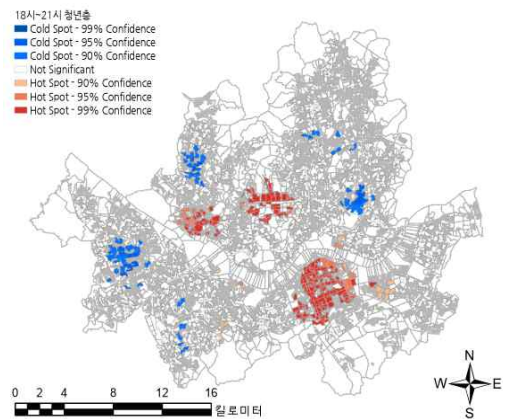 18시~21시 청년층
Cold Spot - 99% Confidence
Cold Spot - 95% Confidence
Cold Spot - 90% Confidence
Not Significant
Hot Spot - 90% Confidence
Hot Spot - 95% Confidence
Hot Spot - 99% Confidence
N
W E
S
0 2 4 8 12 16
킬로미터